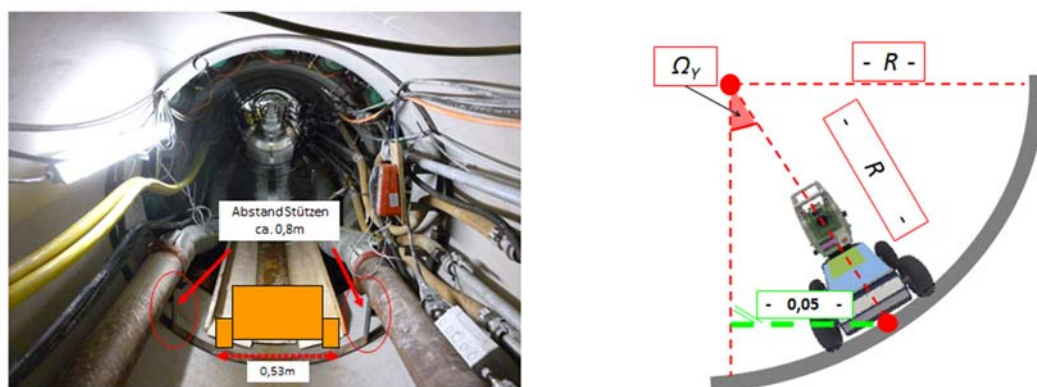 Abstand Stützen
ca. 0,8m
0,53m
Ω_Y
- R -
- R -
- 0,05 -